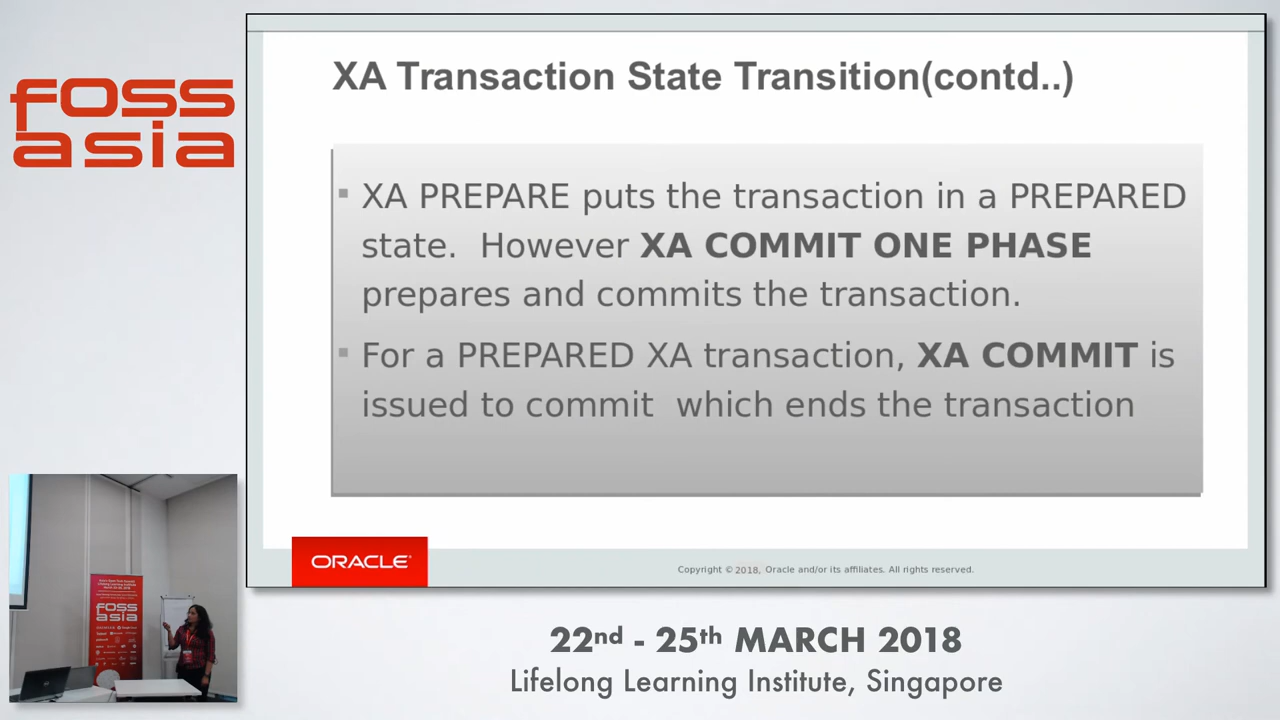 foss
asia
XA Transaction State Transition(contd..)
XA PREPARE puts the transaction in a PREPARED
state. However XA COMMIT ONE PHASE
prepares and commits the transaction.
For a PREPARED XA transaction, XA COMMIT is
issued to commit which ends the transaction
ORACLE
Copyright © 2018, Oracle and/or its affiliates. All rights reserved.
foss
asia
22nd - 25th MARCH 2018
Lifelong Learning Institute, Singapore